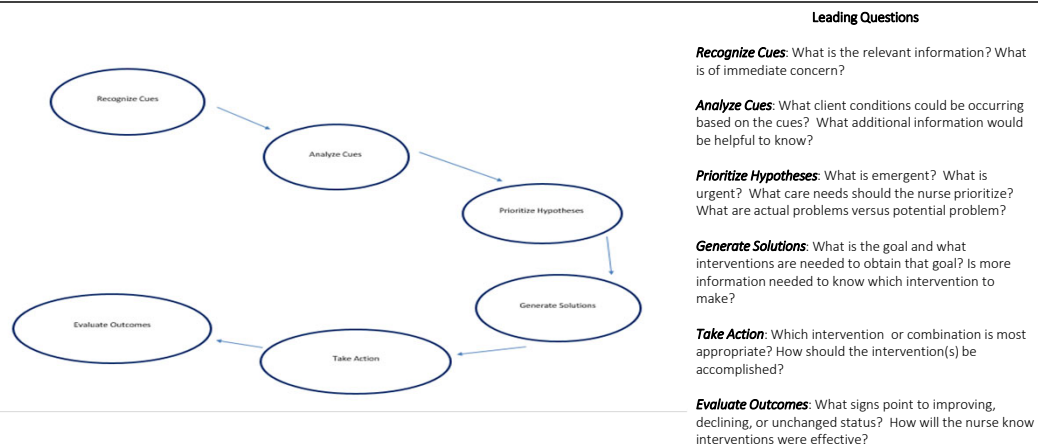 Recognize Cues
Analyze Cues
Prioritize Hypotheses
Generate Solutions
Take Action
Evaluate Outcomes
Leading Questions
Recognize Cues: What is the relevant information? What
is of immediate concern?
Analyze Cues: What client conditions could be occurring
based on the cues?  What additional information would
be helpful to know?
Prioritize Hypotheses: What is emergent?  What is
urgent?  What care needs should the nurse prioritize?
What are actual problems versus potential problem?
Generate Solutions: What is the goal and what
interventions are needed to obtain that goal? Is more
information needed to know which intervention to
make?
Take Action: Which intervention  or combination is most
appropriate? How should the intervention(s) be
accomplished?
Evaluate Outcomes: What signs point to improving,
declining, or unchanged status?  How will the nurse know
interventions were effective?